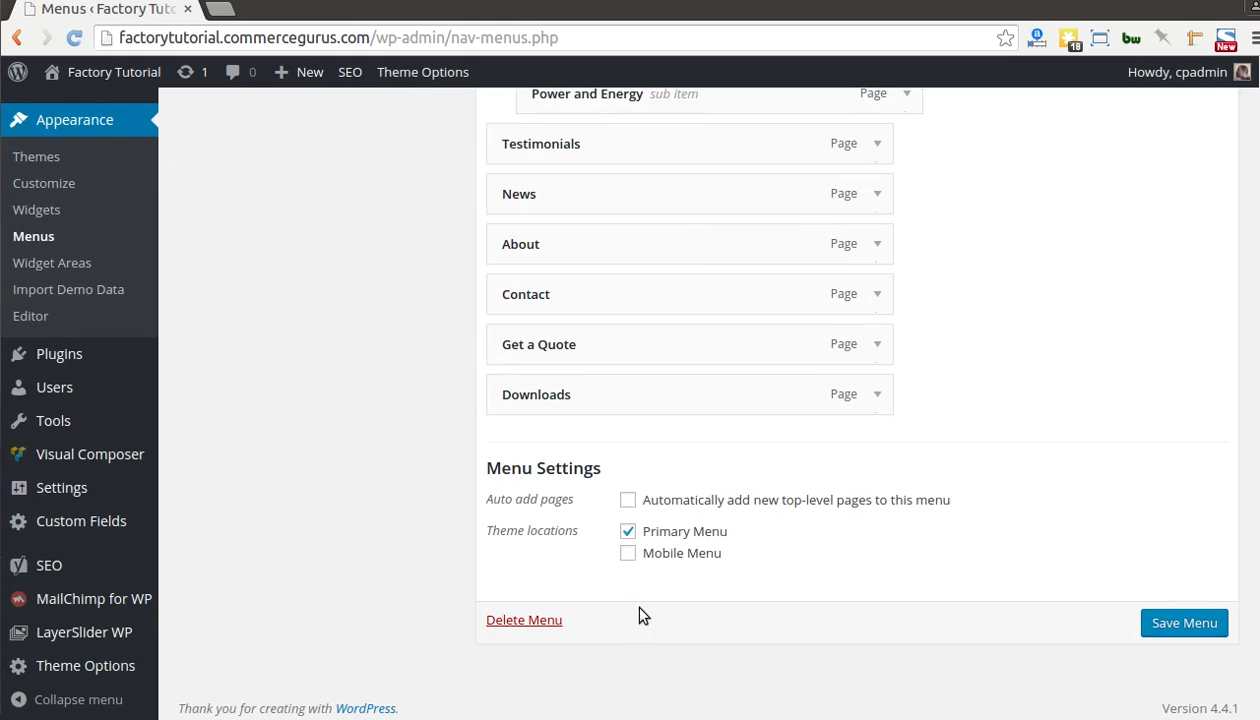 Menus ‹ Factory Tuto ×
factorytutorial.commercegurus.com/wp-admin/nav-menus.php
18
bw
New
Factory Tutorial 1 0 New SEO Theme Options Howdy, cpadmin
Appearance
Themes
Customize
Widgets
Menus
Widget Areas
Import Demo Data
Editor
Plugins
Users
Tools
Visual Composer
Settings
Custom Fields
SEO
MailChimp for WP
LayerSlider WP
Theme Options
Collapse menu
Power and Energy sub item Page
Testimonials Page
News Page
About Page
Contact Page
Get a Quote Page
Downloads Page
Menu Settings
Auto add pages Automatically add new top-level pages to this menu
Theme locations Primary Menu
Mobile Menu
Delete Menu Save Menu
Thank you for creating with WordPress. Version 4.4.1